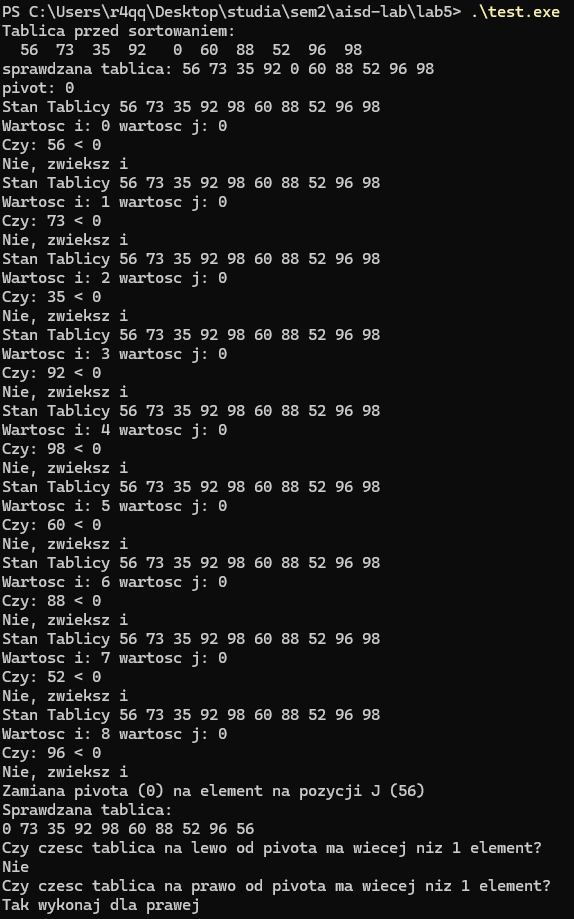 PS C:\Users\r4qq\Desktop\studia\sem2\aisd-lab\lab5> .\test.exe
Tablica przed sortowaniem:
  56  73  35  92   0  60  88  52  96  98
sprawdzana tablica: 56 73 35 92 0 60 88 52 96 98
pivot: 0
Stan Tablicy 56 73 35 92 98 60 88 52 96 98
Wartosc i: 0 wartosc j: 0
Czy: 56 < 0
Nie, zwieksz i
Stan Tablicy 56 73 35 92 98 60 88 52 96 98
Wartosc i: 1 wartosc j: 0
Czy: 73 < 0
Nie, zwieksz i
Stan Tablicy 56 73 35 92 98 60 88 52 96 98
Wartosc i: 2 wartosc j: 0
Czy: 35 < 0
Nie, zwieksz i
Stan Tablicy 56 73 35 92 98 60 88 52 96 98
Wartosc i: 3 wartosc j: 0
Czy: 92 < 0
Nie, zwieksz i
Stan Tablicy 56 73 35 92 98 60 88 52 96 98
Wartosc i: 4 wartosc j: 0
Czy: 98 < 0
Nie, zwieksz i
Stan Tablicy 56 73 35 92 98 60 88 52 96 98
Wartosc i: 5 wartosc j: 0
Czy: 60 < 0
Nie, zwieksz i
Stan Tablicy 56 73 35 92 98 60 88 52 96 98
Wartosc i: 6 wartosc j: 0
Czy: 88 < 0
Nie, zwieksz i
Stan Tablicy 56 73 35 92 98 60 88 52 96 98
Wartosc i: 7 wartosc j: 0
Czy: 52 < 0
Nie, zwieksz i
Stan Tablicy 56 73 35 92 98 60 88 52 96 98
Wartosc i: 8 wartosc j: 0
Czy: 96 < 0
Nie, zwieksz i
Zamiana pivota (0) na element na pozycji J (56)
Sprawdzana tablica:
0 73 35 92 98 60 88 52 96 56
Czy czesc tablica na lewo od pivota ma wiecej niz 1 element?
Nie
Czy czesc tablica na prawo od pivota ma wiecej niz 1 element?
Tak wykonaj dla prawej